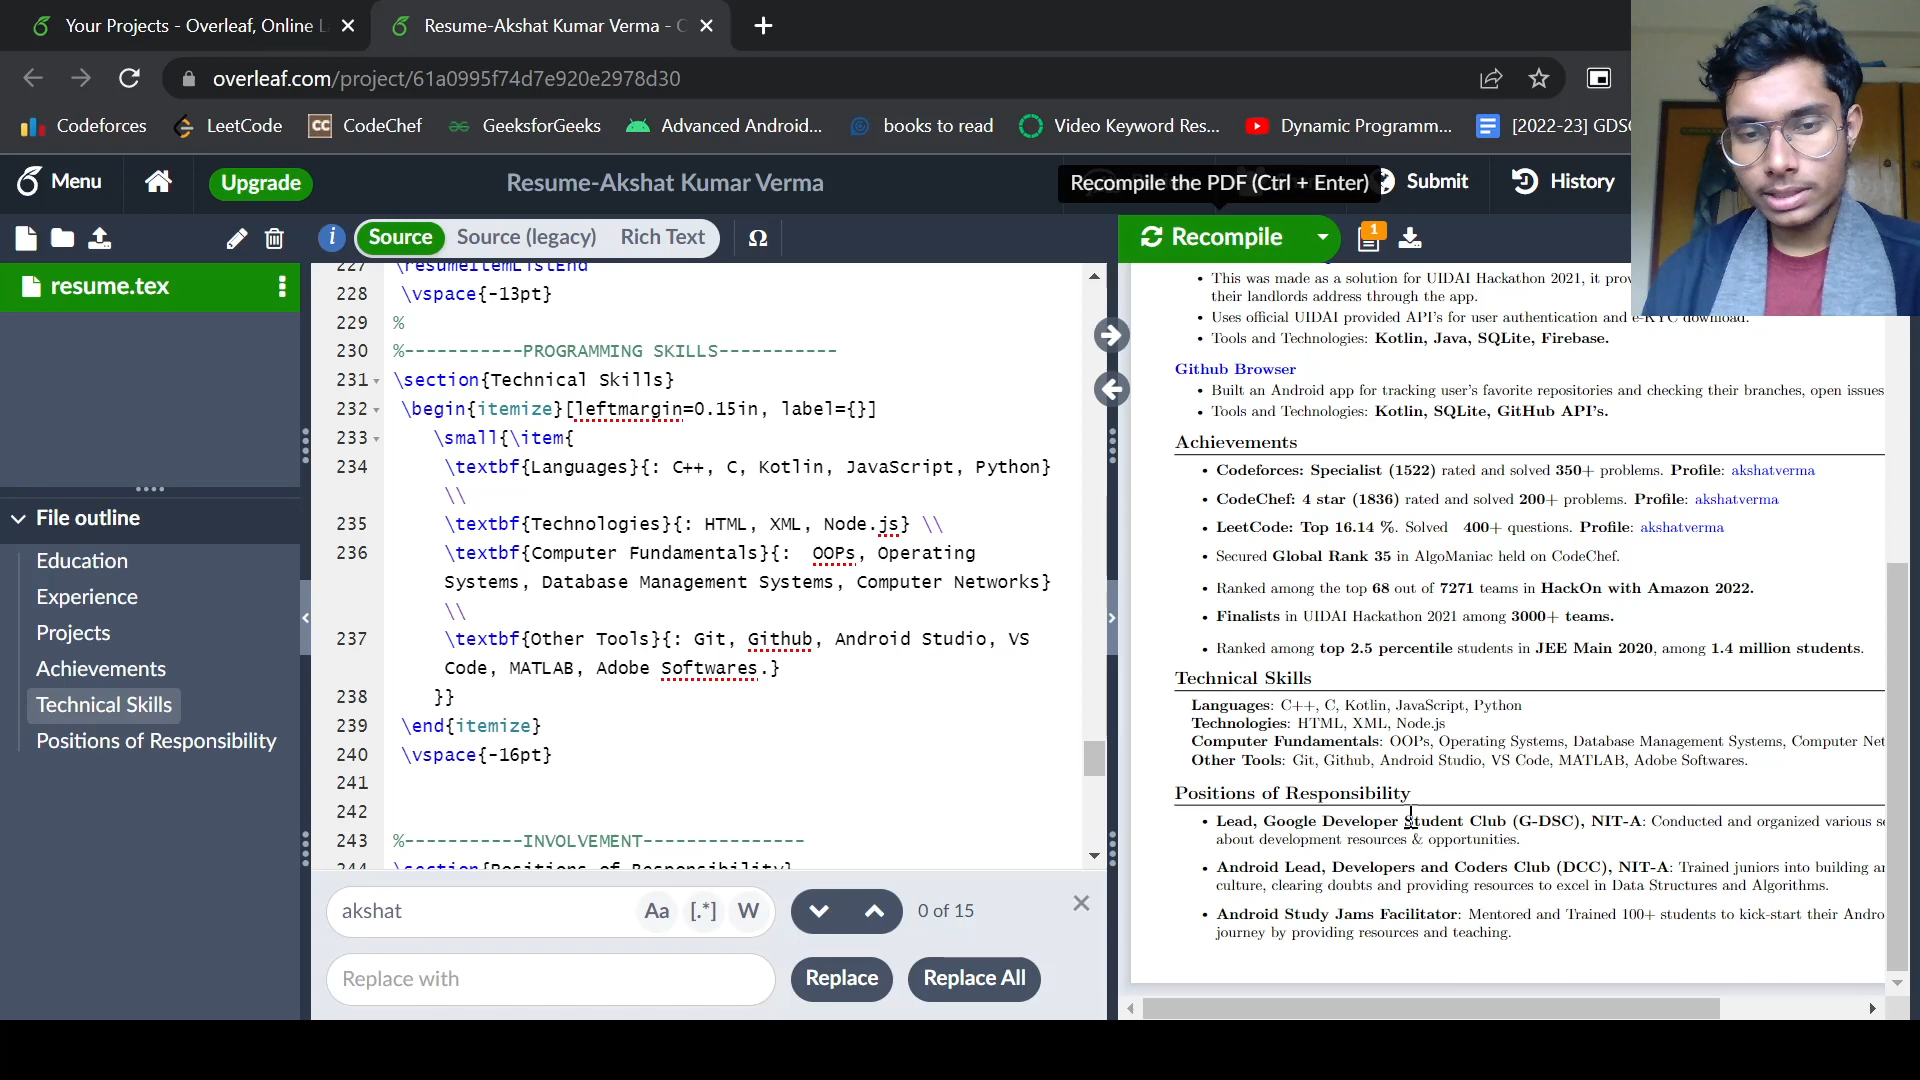 Your Projects - Overleaf, Online L
Resume-Akshat Kumar Verma - C
overleaf.com/project/61a0995f74d7e920e2978d30
Codeforces
LeetCode
CC CodeChef
GeeksforGeeks
Advanced Android...
books to read
Video Keyword Res...
Dynamic Programm...
[2022-23] GDSC
Menu
Upgrade
Resume-Akshat Kumar Verma
Recompile the PDF (Ctrl + Enter)
Submit
History
Source
Source (legacy)
Rich Text
Ω
Recompile
1
resume.tex
File outline
Education
Experience
Projects
Achievements
Technical Skills
Positions of Responsibility
227 \resumeItemListEnd
228 \vspace{-13pt}
229 %
230 %-----------PROGRAMMING SKILLS-----------
231 \section{Technical Skills}
232 \begin{itemize}[leftmargin=0.15in, label={}]
233 \small{\item{
234 \textbf{Languages}{: C++, C, Kotlin, JavaScript, Python}
\\
235 \textbf{Technologies}{: HTML, XML, Node.js} \\
236 \textbf{Computer Fundamentals}{: OOPs, Operating
Systems, Database Management Systems, Computer Networks}
\\
237 \textbf{Other Tools}{: Git, Github, Android Studio, VS
Code, MATLAB, Adobe Softwares.}
238 }}
239 \end{itemize}
240 \vspace{-16pt}
241
242
243 %-----------INVOLVEMENT---------------
244 \section{Positions of Responsibility}
akshat
Aa
[.*]
W
0 of 15
Replace with
Replace
Replace All
• This was made as a solution for UIDAI Hackathon 2021, it prov
their landlords address through the app.
• Uses official UIDAI provided API's for user authentication and e-KYC download.
• Tools and Technologies: Kotlin, Java, SQLite, Firebase.
Github Browser
• Built an Android app for tracking user's favorite repositories and checking their branches, open issues
• Tools and Technologies: Kotlin, SQLite, GitHub API's.
Achievements
• Codeforces: Specialist (1522) rated and solved 350+ problems. Profile: akshatverma
• CodeChef: 4 star (1836) rated and solved 200+ problems. Profile: akshatverma
• LeetCode: Top 16.14 %. Solved 400+ questions. Profile: akshatverma
• Secured Global Rank 35 in AlgoManiac held on CodeChef.
• Ranked among the top 68 out of 7271 teams in HackOn with Amazon 2022.
• Finalists in UIDAI Hackathon 2021 among 3000+ teams.
• Ranked among top 2.5 percentile students in JEE Main 2020, among 1.4 million students.
Technical Skills
Languages: C++, C, Kotlin, JavaScript, Python
Technologies: HTML, XML, Node.js
Computer Fundamentals: OOPs, Operating Systems, Database Management Systems, Computer Net
Other Tools: Git, Github, Android Studio, VS Code, MATLAB, Adobe Softwares.
Positions of Responsibility
• Lead, Google Developer Student Club (G-DSC), NIT-A: Conducted and organized various se
about development resources & opportunities.
• Android Lead, Developers and Coders Club (DCC), NIT-A: Trained juniors into building an
culture, clearing doubts and providing resources to excel in Data Structures and Algorithms.
• Android Study Jams Facilitator: Mentored and Trained 100+ students to kick-start their Andro
journey by providing resources and teaching.